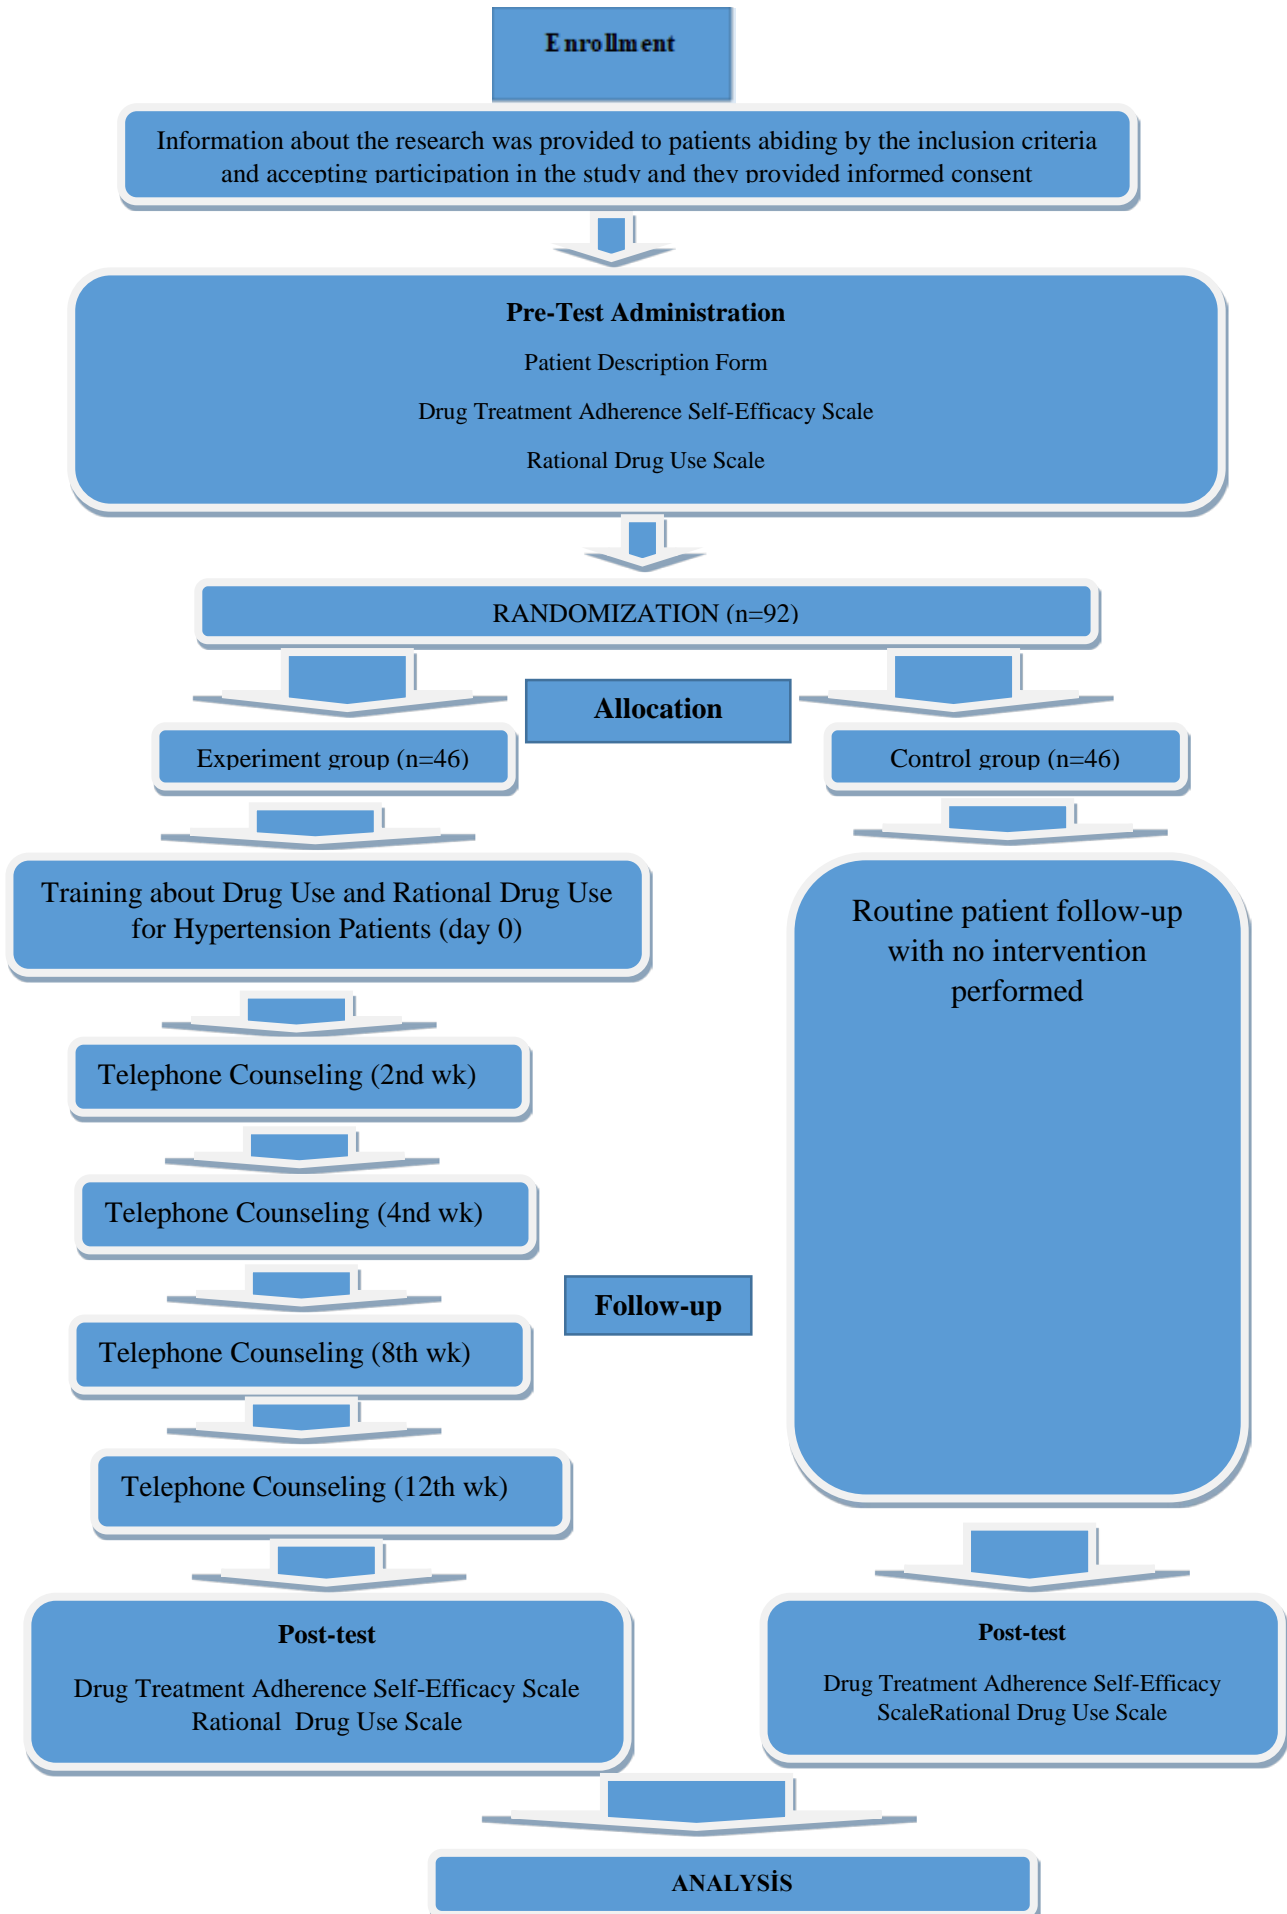 Enrollment
Information about the research was provided to patients abiding by the inclusion criteria
and accepting participation in the study and they provided informed consent
Pre-Test Administration
Patient Description Form
Drug Treatment Adherence Self-Efficacy Scale
Rational Drug Use Scale
RANDOMIZATION (n=92)
Allocation
Experiment group (n=46)
Control group (n=46)
Training about Drug Use and Rational Drug Use
for Hypertension Patients (day 0)
Routine patient follow-up
with no intervention
performed
Telephone Counseling (2nd wk)
Telephone Counseling (4nd wk)
Follow-up
Telephone Counseling (8th wk)
Telephone Counseling (12th wk)
Post-test
Drug Treatment Adherence Self-Efficacy Scale
Rational  Drug Use Scale
Post-test
Drug Treatment Adherence Self-Efficacy
ScaleRational Drug Use Scale
ANALYSİS